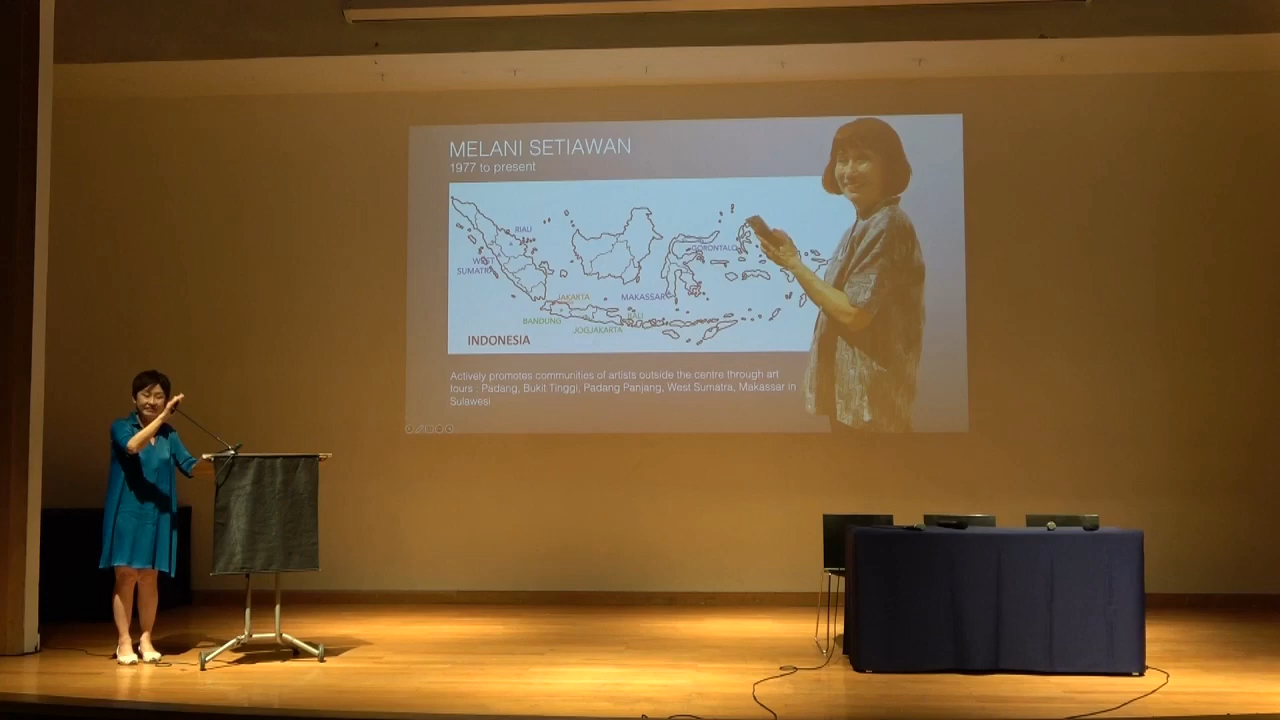 MELANI SETIAWAN
1977 to present
RIAU
WEST
SUMATRA
GORONTALO
JAKARTA
MAKASSAR
BANDUNG
BALI
JOGJAKARTA
INDONESIA
Actively promotes communities of artists outside the centre through art
tours : Padang, Bukit Tinggi, Padang Panjang, West Sumatra, Makassar in
Sulawesi